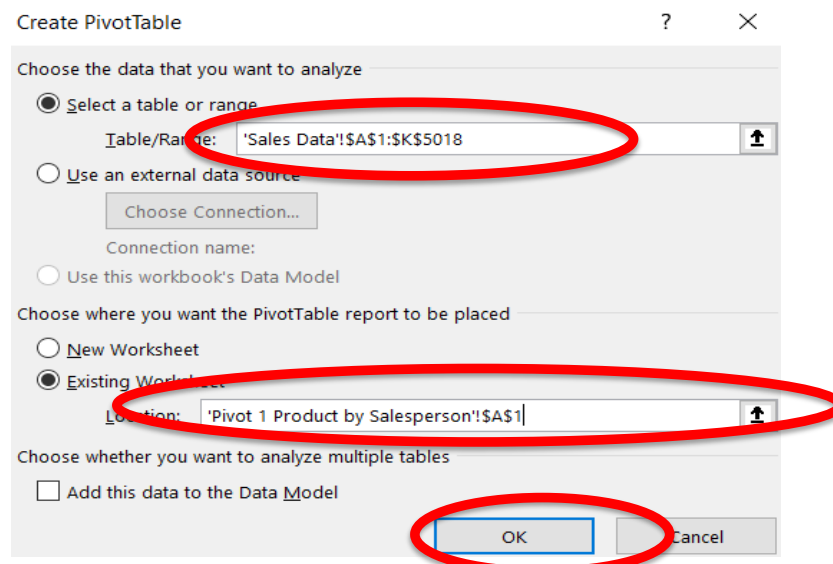 Create PivotTable ? ×
Choose the data that you want to analyze
Select a table or range
Table/Range: 'Sales Data'!$A$1:$K$5018
Use an external data source
Choose Connection...
Connection name:
Use this workbook's Data Model
Choose where you want the PivotTable report to be placed
New Worksheet
Existing Worksheet
Location: 'Pivot 1 Product by Salesperson'!$A$1
Choose whether you want to analyze multiple tables
Add this data to the Data Model
OK Cancel